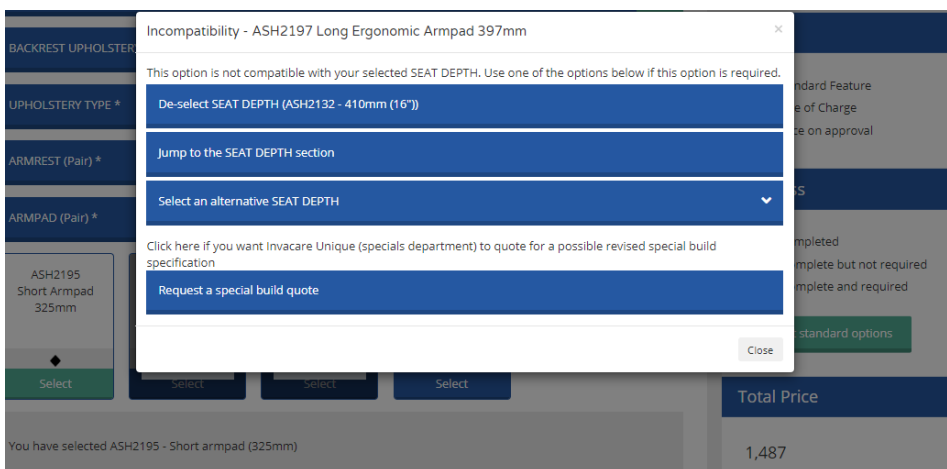 Incompatibility - ASH2197 Long Ergonomic Armpad 397mm
×
This option is not compatible with your selected SEAT DEPTH. Use one of the options below if this option is required.
De-select SEAT DEPTH (ASH2132 - 410mm (16"))
Jump to the SEAT DEPTH section
Select an alternative SEAT DEPTH
Click here if you want Invacare Unique (specials department) to quote for a possible revised special build
specification
Request a special build quote
Close
BACKREST UPHOLSTER
UPHOLSTERY TYPE *
ARMREST (Pair) *
ARMPAD (Pair) *
ASH2195
Short Armpad
325mm
Select
Select
Select
Select
You have selected ASH2195 - Short armpad (325mm)
ndard Feature
e of Charge
ce on approval
ss
mpleted
mplete but not required
mplete and required
standard options
Total Price
1,487